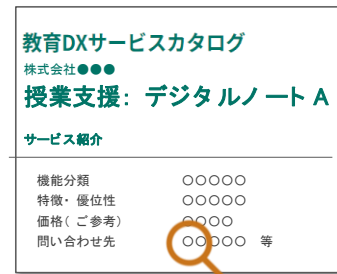 教育DXサービスカタログ
株式会社●●●
授業支援: デジタルノート A
サービス紹介
機能分類 ○○○○○
特徴・優位性 ○○○○○
価格(ご参考) ○○○○
問い合わせ先 ○○○○○ 等